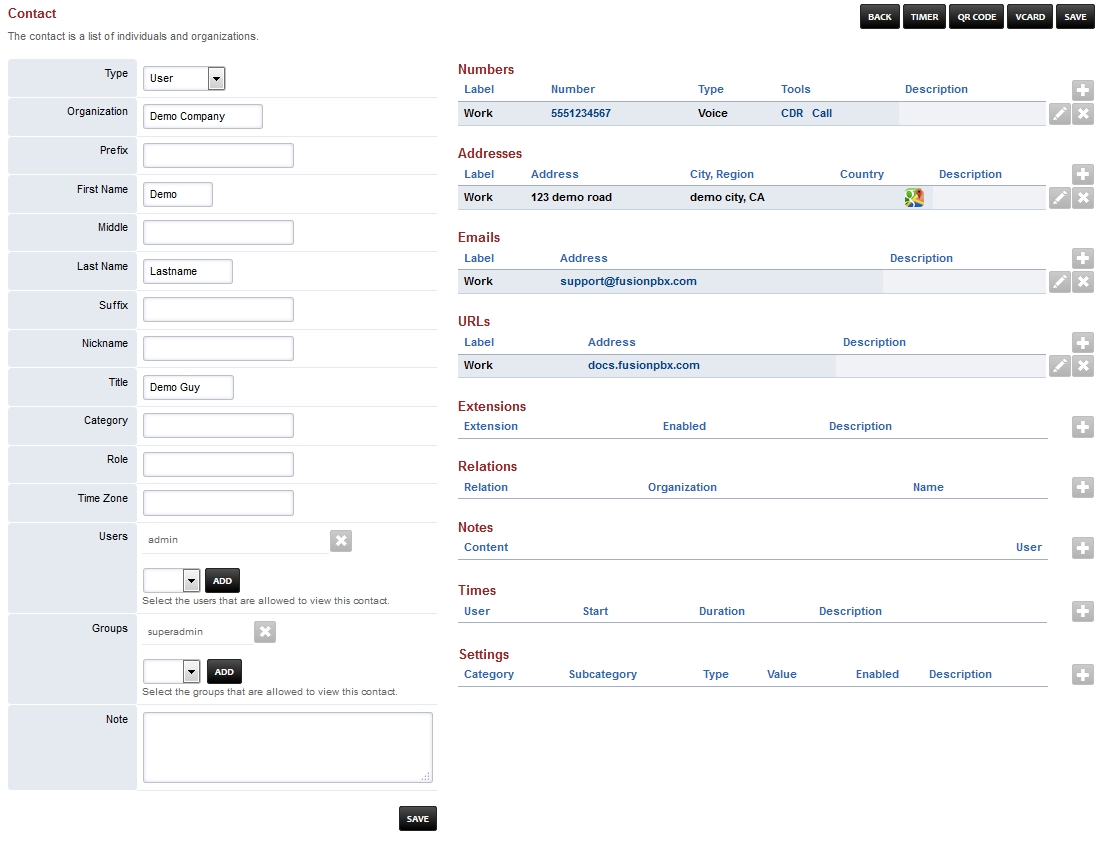 Contact
BACK TIMER QR CODE VCARD SAVE
The contact is a list of individuals and organizations.
Type User
Organization Demo Company
Prefix
First Name Demo
Middle
Last Name Lastname
Suffix
Nickname
Title Demo Guy
Category
Role
Time Zone
Users admin
ADD
Select the users that are allowed to view this contact.
Groups superadmin
ADD
Select the groups that are allowed to view this contact.
Note
SAVE
Numbers
Label Number Type Tools Description
Work 5551234567 Voice CDR Call
Addresses
Label Address City, Region Country Description
Work 123 demo road demo city, CA
Emails
Label Address Description
Work support@fusionpbx.com
URLs
Label Address Description
Work docs.fusionpbx.com
Extensions
Extension Enabled Description
Relations
Relation Organization Name
Notes
Content User
Times
User Start Duration Description
Settings
Category Subcategory Type Value Enabled Description